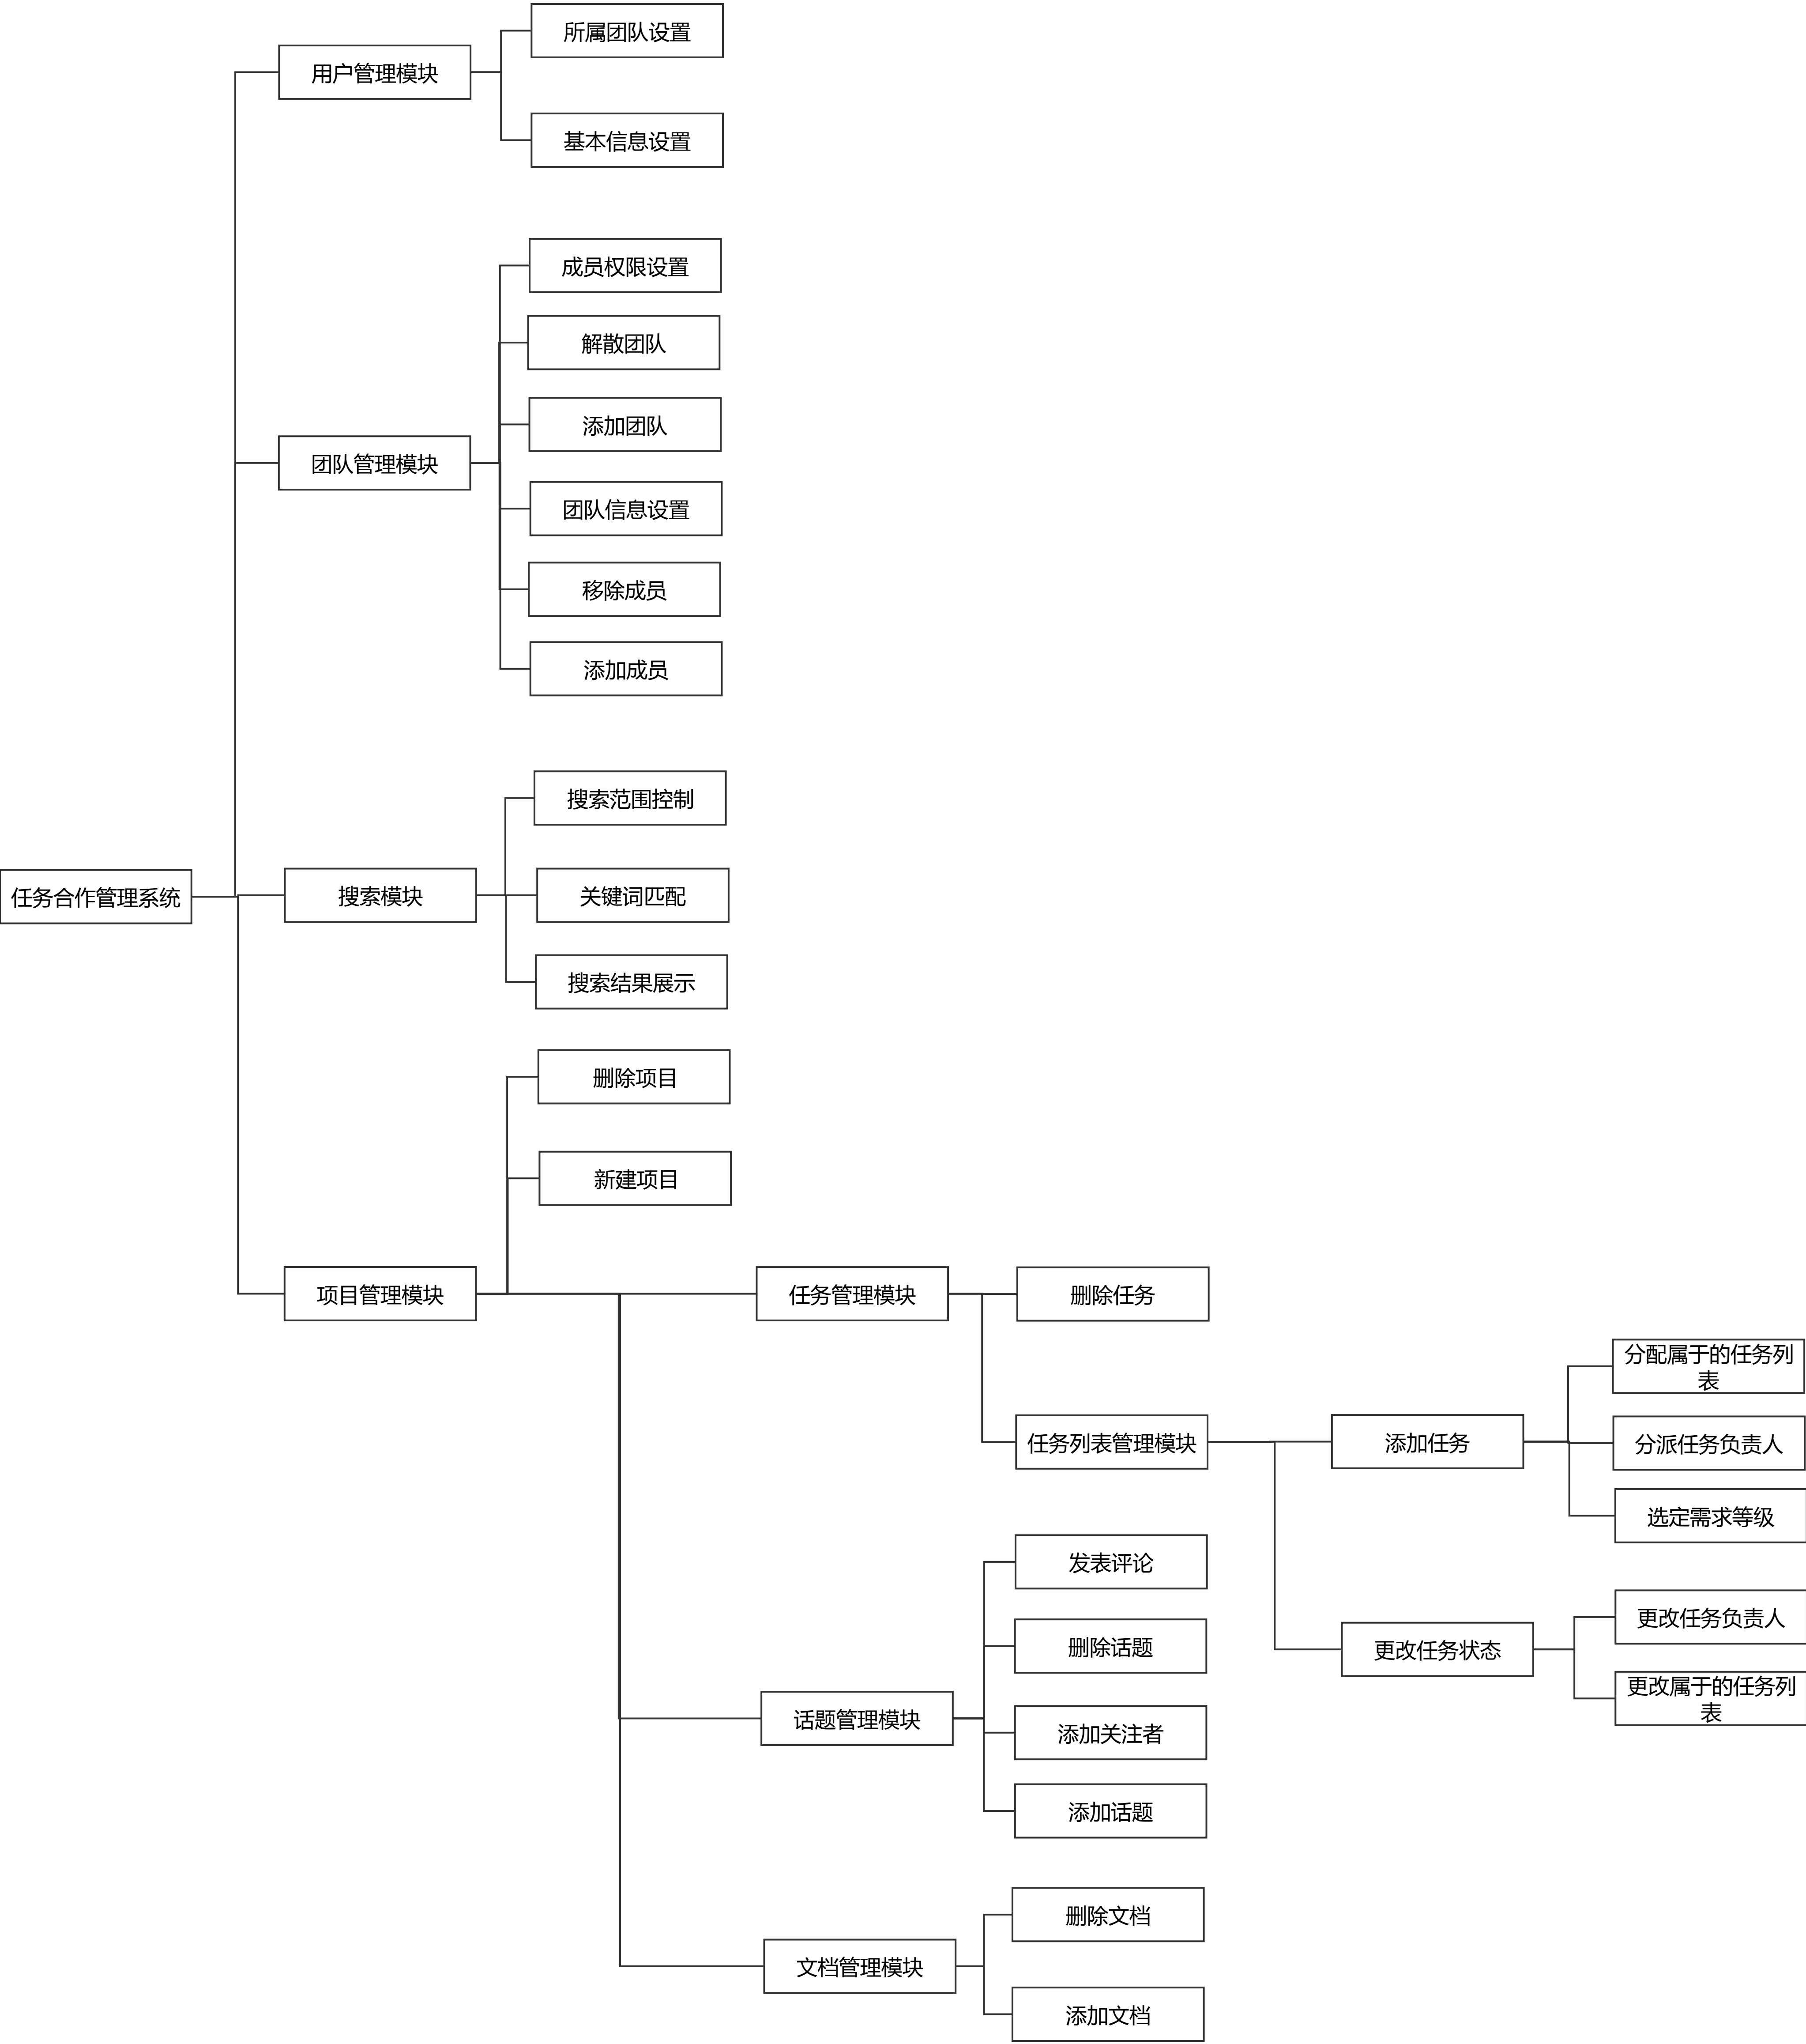 所属团队设置
用户管理模块
基本信息设置
成员权限设置
解散团队
添加团队
团队管理模块
团队信息设置
移除成员
添加成员
搜索范围控制
任务合作管理系统
搜索模块
关键词匹配
搜索结果展示
删除项目
新建项目
项目管理模块
任务管理模块
删除任务
分配属于的任务列
表
任务列表管理模块
添加任务
分派任务负责人
选定需求等级
发表评论
更改任务负责人
删除话题
更改任务状态
更改属于的任务列
表
话题管理模块
添加关注者
添加话题
删除文档
文档管理模块
添加文档